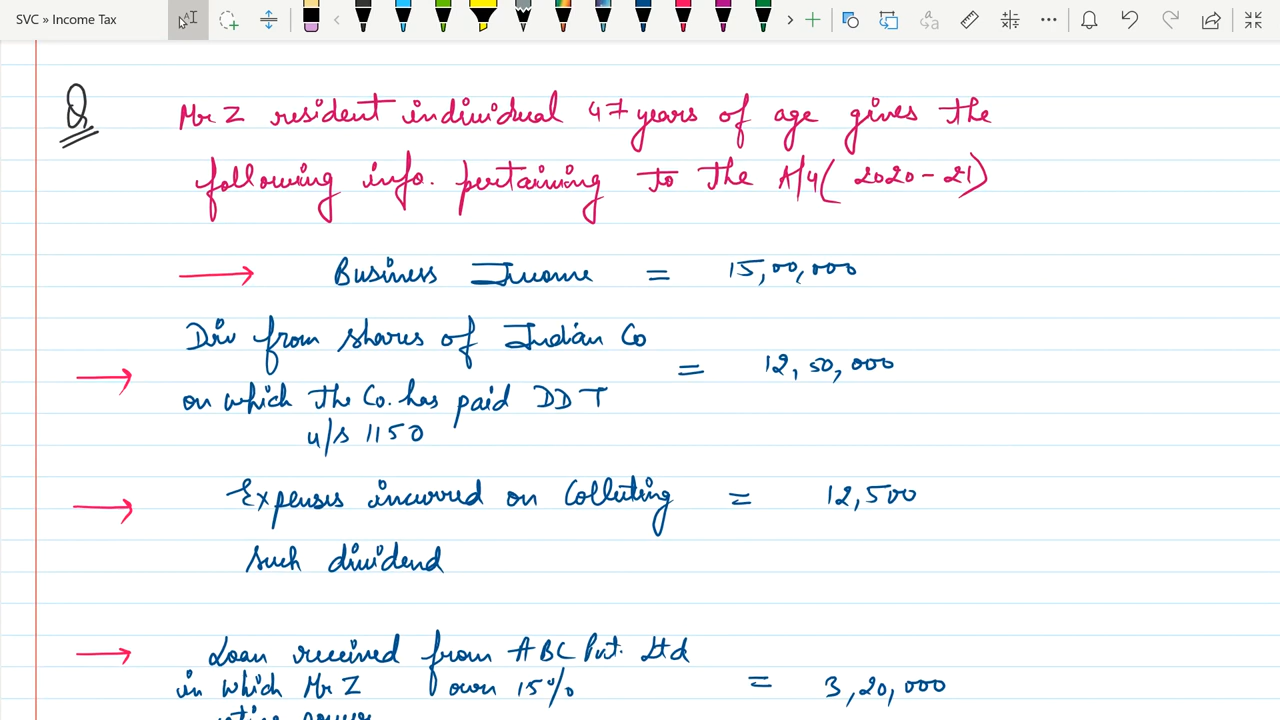 SVC » Income Tax
Q
Mr Z resident individual 47 years of age gives the
following info. pertaining to the A/Y ( 2020-21)
Business Income = 15,00,000
Div from shares of Indian Co
on which the Co. has paid DDT = 12,50,000
u/s 115O
Expenses incurred on Collecting = 12,500
such dividend
Loan received from ABC Pvt. Ltd
in which Mr Z own 15% = 3,20,000
voting power